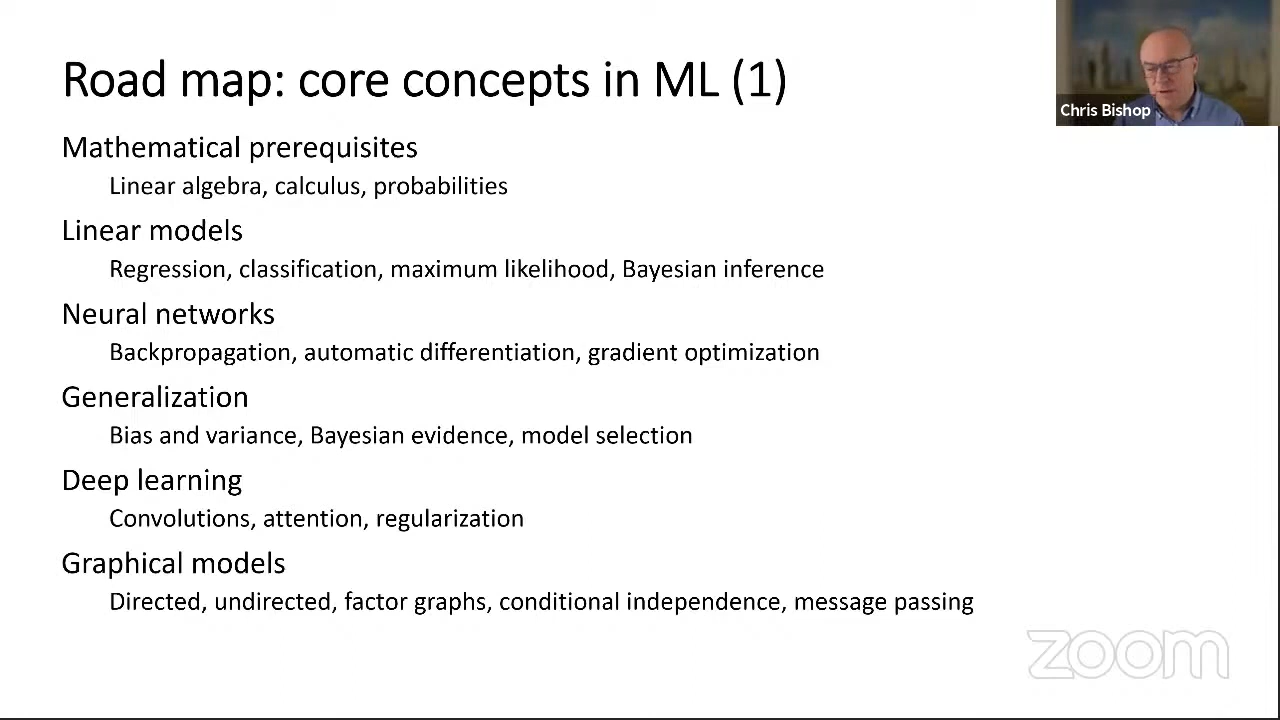 Road map: core concepts in ML (1)
Chris Bishop
Mathematical prerequisites
Linear algebra, calculus, probabilities
Linear models
Regression, classification, maximum likelihood, Bayesian inference
Neural networks
Backpropagation, automatic differentiation, gradient optimization
Generalization
Bias and variance, Bayesian evidence, model selection
Deep learning
Convolutions, attention, regularization
Graphical models
Directed, undirected, factor graphs, conditional independence, message passing
zoom